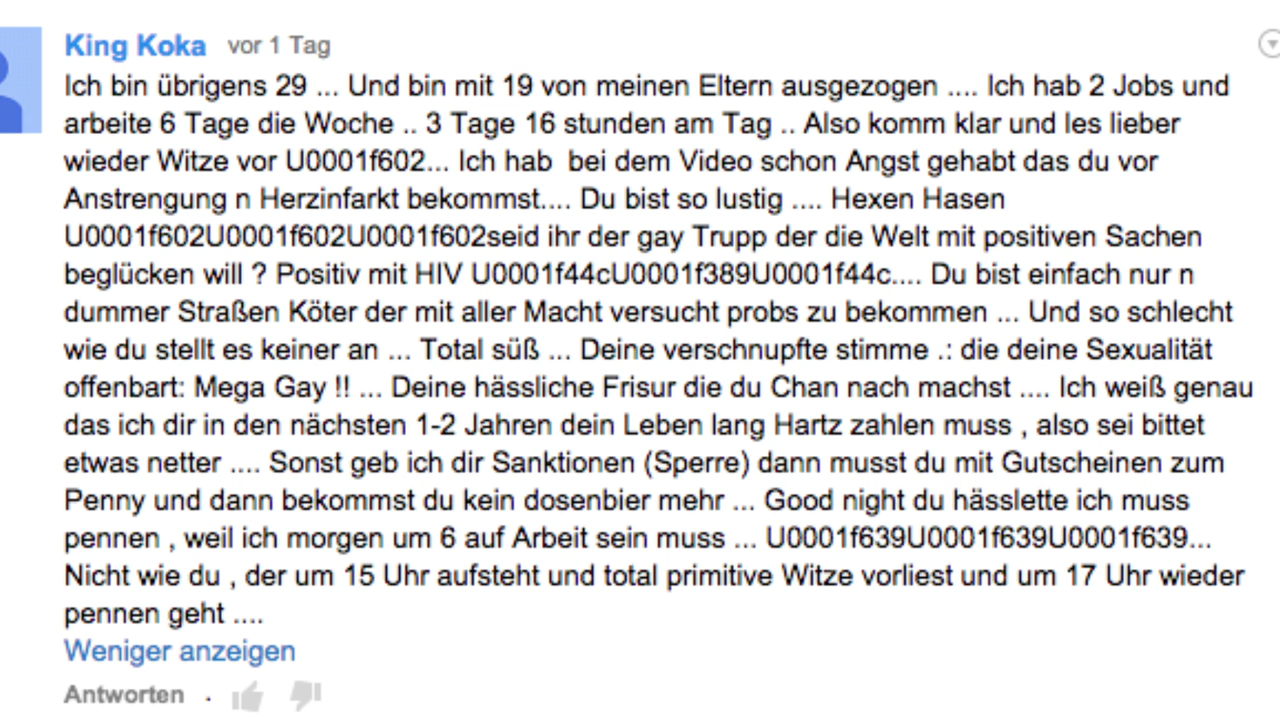 King Koka vor 1 Tag
Ich bin übrigens 29 ... Und bin mit 19 von meinen Eltern ausgezogen .... Ich hab 2 Jobs und
arbeite 6 Tage die Woche .. 3 Tage 16 stunden am Tag .. Also komm klar und les lieber
wieder Witze vor U0001f602... Ich hab  bei dem Video schon Angst gehabt das du vor
Anstrengung n Herzinfarkt bekommst.... Du bist so lustig .... Hexen Hasen
U0001f602U0001f602U0001f602seid ihr der gay Trupp der die Welt mit positiven Sachen
beglücken will ? Positiv mit HIV U0001f44cU0001f389U0001f44c.... Du bist einfach nur n
dummer Straßen Köter der mit aller Macht versucht probs zu bekommen ... Und so schlecht
wie du stellt es keiner an ... Total süß ... Deine verschnupfte stimme .: die deine Sexualität
offenbart: Mega Gay !! ... Deine hässliche Frisur die du Chan nach machst .... Ich weiß genau
das ich dir in den nächsten 1-2 Jahren dein Leben lang Hartz zahlen muss , also sei bittet
etwas netter .... Sonst geb ich dir Sanktionen (Sperre) dann musst du mit Gutscheinen zum
Penny und dann bekommst du kein dosenbier mehr ... Good night du hässlette ich muss
pennen , weil ich morgen um 6 auf Arbeit sein muss ... U0001f639U0001f639U0001f639...
Nicht wie du , der um 15 Uhr aufsteht und total primitive Witze vorliest und um 17 Uhr wieder
pennen geht ....
Weniger anzeigen
Antworten ·